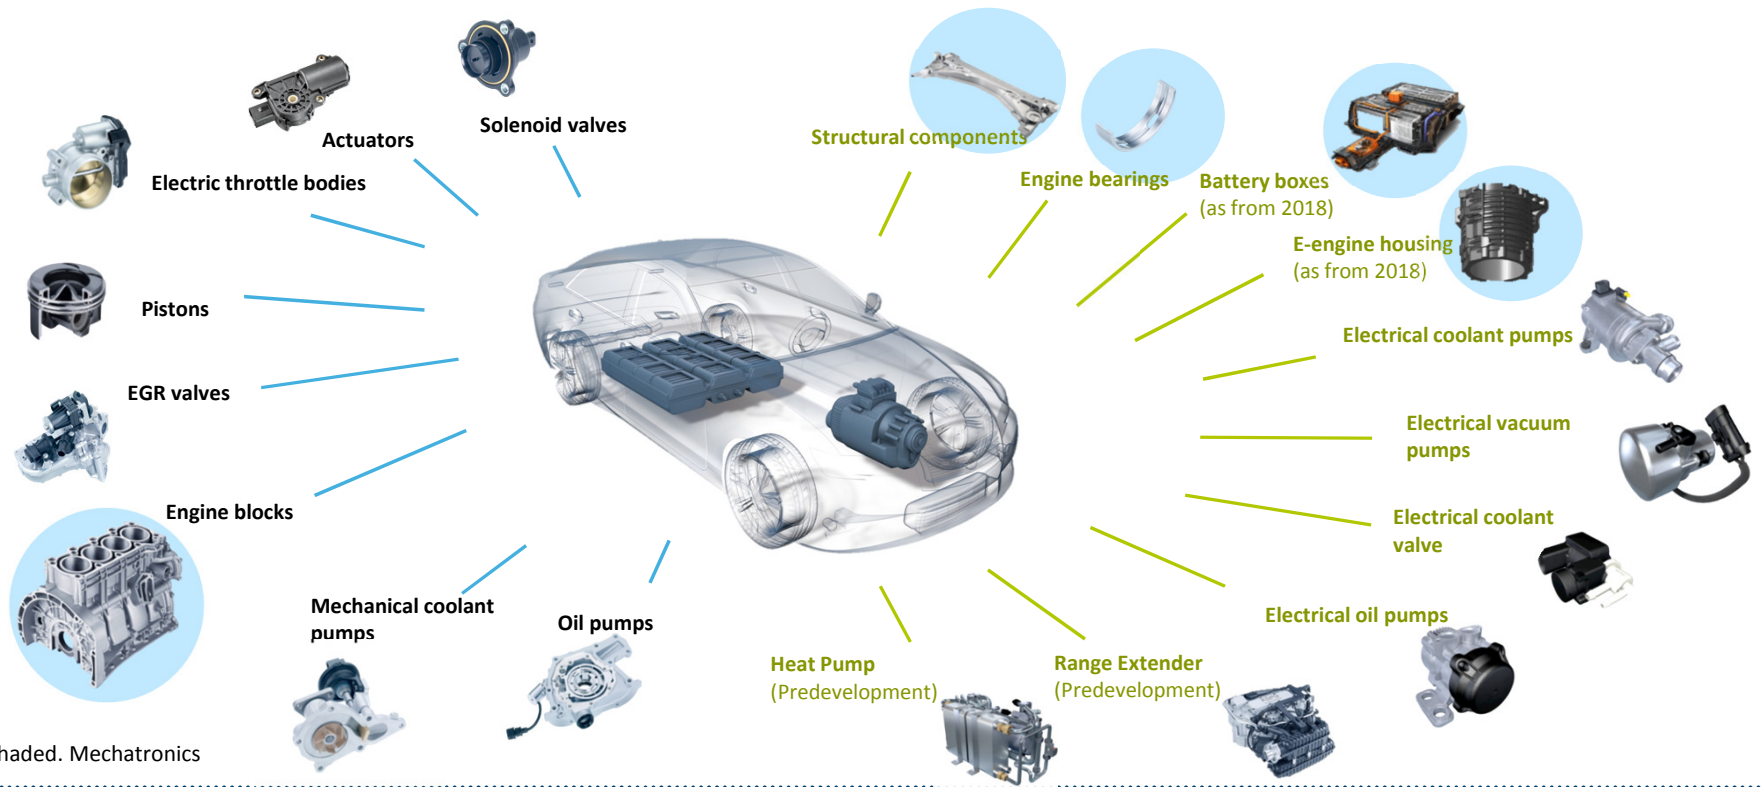 Solenoid valves
Actuators
Electric throttle bodies
Pistons
EGR valves
Engine blocks
Mechanical coolant
pumps
Oil pumps
Structural components
Engine bearings
Battery boxes
(as from 2018)
E-engine housing
(as from 2018)
Electrical coolant pumps
Electrical vacuum
pumps
Electrical coolant
valve
Electrical oil pumps
Range Extender
(Predevelopment)
Heat Pump
(Predevelopment)
haded. Mechatronics